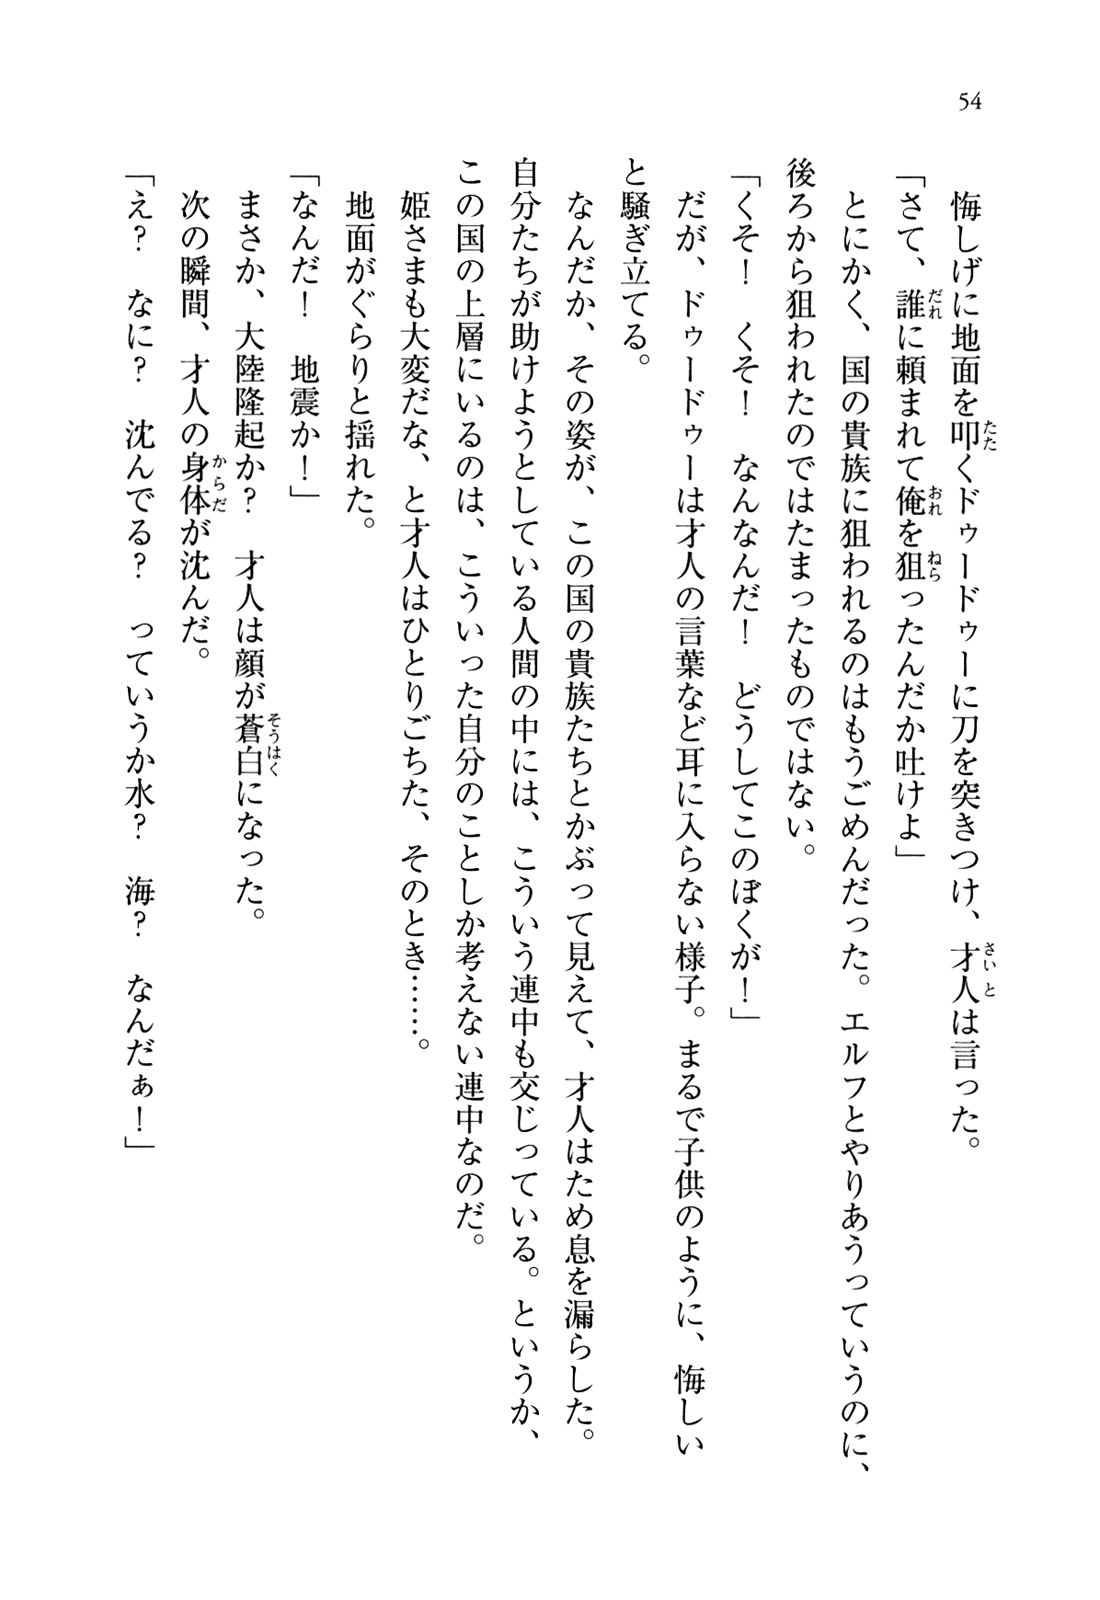 54
悔しげに地面を叩くドゥードゥーに刀を突きつけ、才人は言った。
「さて、誰に頼まれて俺を狙ったんだか吐けよ」
とにかく、国の貴族に狙われるのはもうごめんだった。エルフとやりあうっていうのに、
後ろから狙われたのではたまったものではない。
「くそ！　くそ！　なんなんだ！　どうしてこのぼくが！」
だが、ドゥードゥーは才人の言葉など耳に入らない様子。まるで子供のように、悔しい
と騒ぎ立てる。
なんだか、その姿が、この国の貴族たちとかぶって見えて、才人はため息を漏らした。
自分たちが助けようとしている人間の中には、こういう連中も交じっている。というか、
この国の上層にいるのは、こういった自分のことしか考えない連中なのだ。
姫さまも大変だな、と才人はひとりごちた、そのとき……。
地面がぐらりと揺れた。
「なんだ！　地震か！」
まさか、大陸隆起か？　才人は顔が蒼白になった。
次の瞬間、才人の身体が沈んだ。
「え？　なに？　沈んでる？　っていうか水？　海？　なんだぁ！」